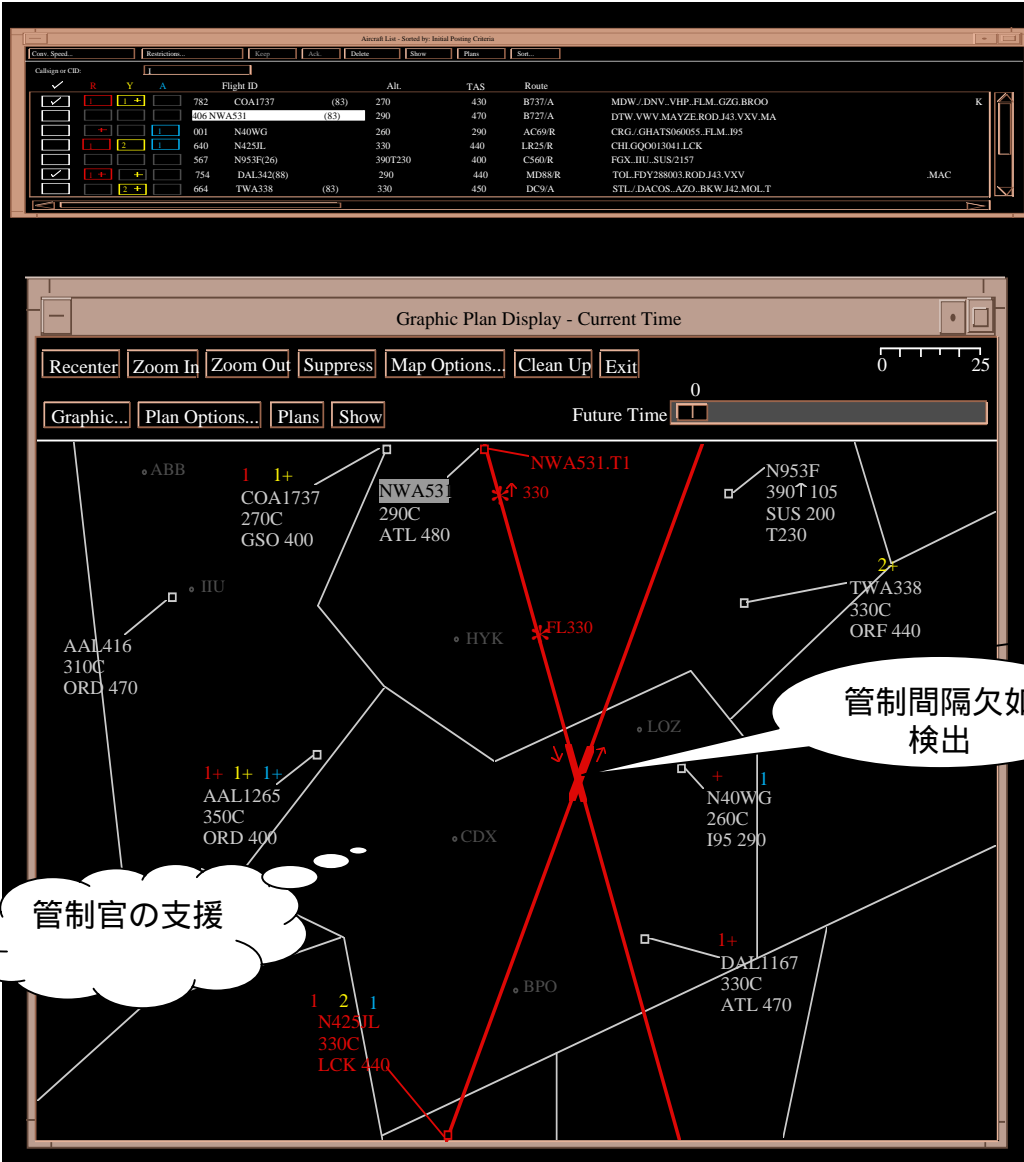 Aircraft List - Sorted by: Initial Posting Criteria
Conv. Speed... Restrictions... Keep Ack. Delete Show Plans Sort...
Callsign or CID:
R Y A Flight ID Alt. TAS Route
1 1 + 782 COA1737 (83) 270 430 B737/A MDW./.DNV..VHP..FLM..GZG.BROO K
406 NWA531 (83) 290 470 B727/A DTW.VWV.MAYZE.ROD.J43.VXV.MA
+ 1 001 N40WG 260 290 AC69/R CRG./.GHATS060055..FLM..I95
1 2 1 640 N425JL 330 440 LR25/R CHI.GQO013041.LCK
567 N953F(26) 390T230 400 C560/R FGX..IIU..SUS/2157
1 + + 754 DAL342(88) 290 440 MD88/R TOL.FDY288003.ROD.J43.VXV .MAC
2 + 664 TWA338 (83) 330 450 DC9/A STL./.DACOS..AZO..BKW.J42.MOL.T
Graphic Plan Display - Current Time
Recenter Zoom In Zoom Out Suppress Map Options... Clean Up Exit
0 25
Graphic... Plan Options... Plans Show Future Time 0
ABB
1 1+
COA1737
270C
GSO 400
NWA531
290C
ATL 480
NWA531.T1
↑ 330
N953F
390↑105
SUS 200
T230
IIU
2+
TWA338
330C
ORF 440
AAL416
310C
ORD 470
HYK
FL330
LOZ
管制間隔欠如
検出
1+ 1+ 1+
AAL1265
350C
ORD 400
+ 1
N40WG
260C
I95 290
CDX
管制官の支援
1+
DAL1167
330C
ATL 470
BPO
1 2 1
N425JL
330C
LCK 440